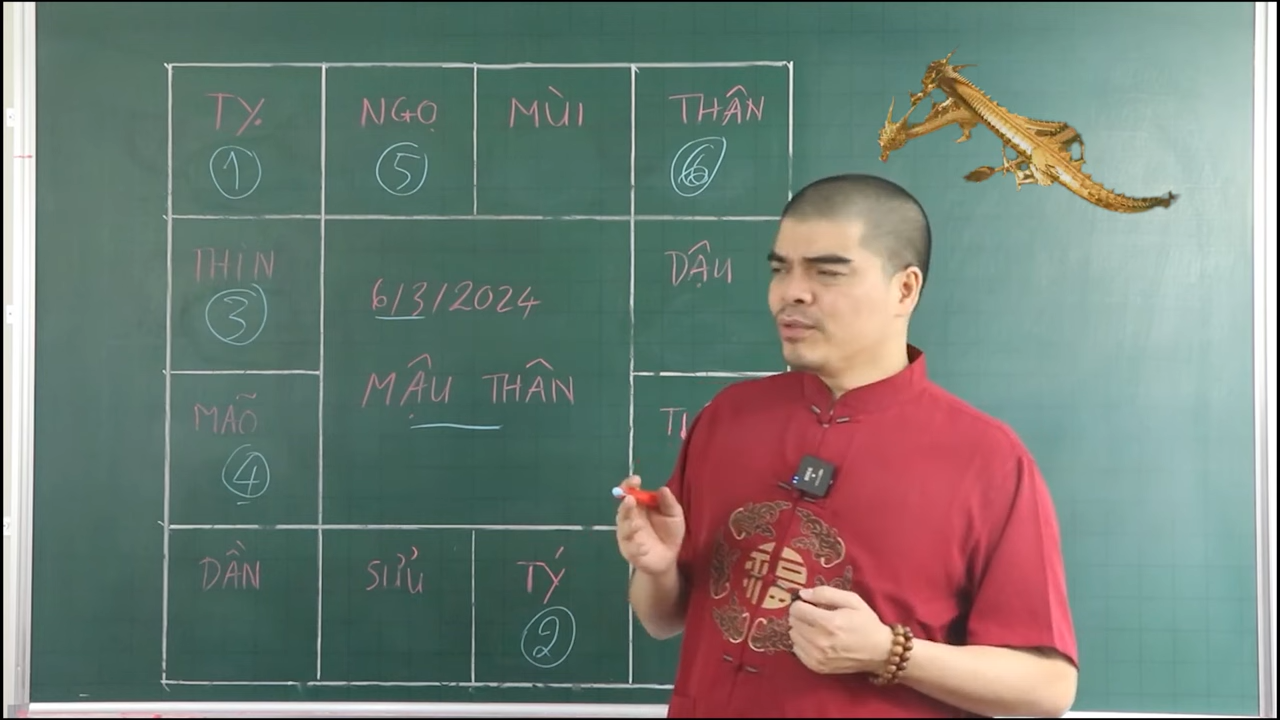 TỴ
NGỌ
MÙI
THÂN
1
5
6
THÌN
3
DẬU
6/3/2024
MẬU THÂN
MÃO
4
DẦN
SỬU
TÝ
2